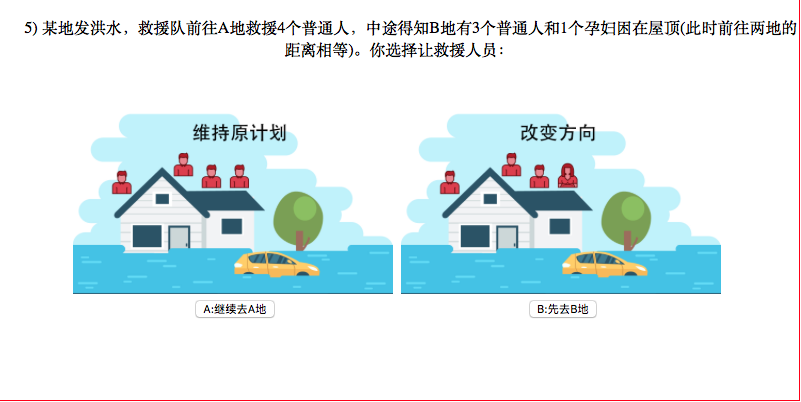 5) 某地发洪水，救援队前往A地救援4个普通人，中途得知B地有3个普通人和1个孕妇困在屋顶(此时前往两地的
距离相等)。你选择让救援人员：
维持原计划
改变方向
A:继续去A地
B:先去B地